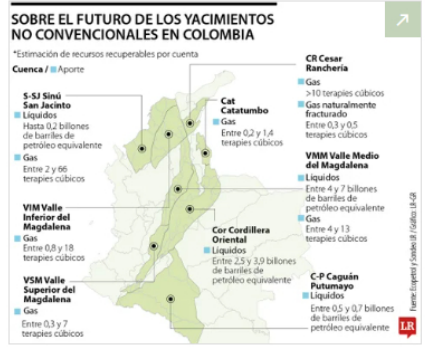 SOBRE EL FUTURO DE LOS YACIMIENTOS
NO CONVENCIONALES EN COLOMBIA
*Estimación de recursos recuperables por cuenta
Cuenca / Aporte
S-SJ Sinú
San Jacinto
Líquidos
Hasta 0,2 billones
de barriles de
petróleo equivalente
Gas
Entre 2 y 66
terapies cúbicos
VIM Valle
Inferior del
Magdalena
Gas
Entre 0,8 y 18
terapies cúbicos
VSM Valle
Superior del
Magdalena
Gas
Entre 0,3 y 7
terapies cúbicos
Cat
Catatumbo
Gas
Entre 0,2 y 1,4
terapies cúbicos
Cor Cordillera
Oriental
Líquidos
Entre 2,5 y 3,9 billones
de barriles de
petróleo equivalente
CR Cesar
Ranchería
Gas
>10 terapies cúbicos
Gas naturalmente
fracturado
Entre 0,3 y 0,5
terapies cúbicos
VMM Valle Medio
del Magdalena
Líquidos
Entre 4 y 7 billones
de barriles de
petróleo equivalente
Gas
Entre 4 y 13
terapies cúbicos
C-P Caguán
Putumayo
Líquidos
Entre 0,5 y 0,7 billones
de barriles de
petróleo equivalente
Fuente: Ecopetrol y Sondeo LR / Gráfico: LR-GR
LR